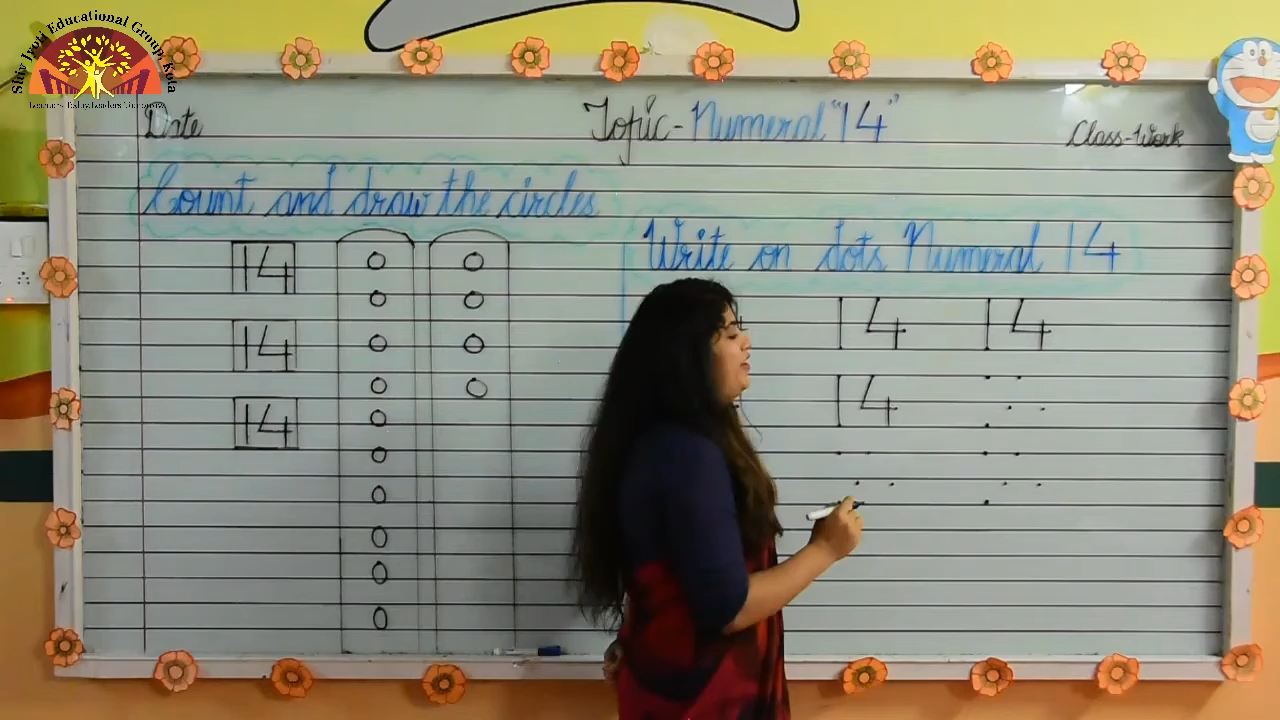 Shiv Jyoti Educational Group, Kota
Date
Topic - Numeral "14"
Class-Work
Count and draw the circles
Write on dots Numeral 14
14
14
14
14 14
14